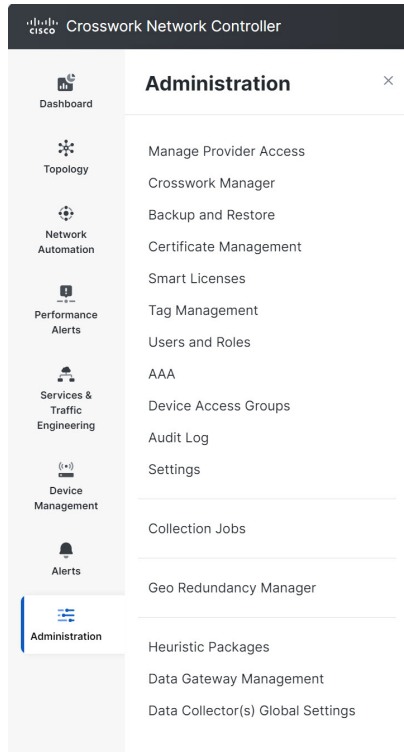 cisco Crosswork Network Controller
Dashboard
Topology
Network
Automation
Performance
Alerts
Services &
Traffic
Engineering
Device
Management
Alerts
Administration
Administration
Manage Provider Access
Crosswork Manager
Backup and Restore
Certificate Management
Smart Licenses
Tag Management
Users and Roles
AAA
Device Access Groups
Audit Log
Settings
Collection Jobs
Geo Redundancy Manager
Heuristic Packages
Data Gateway Management
Data Collector(s) Global Settings